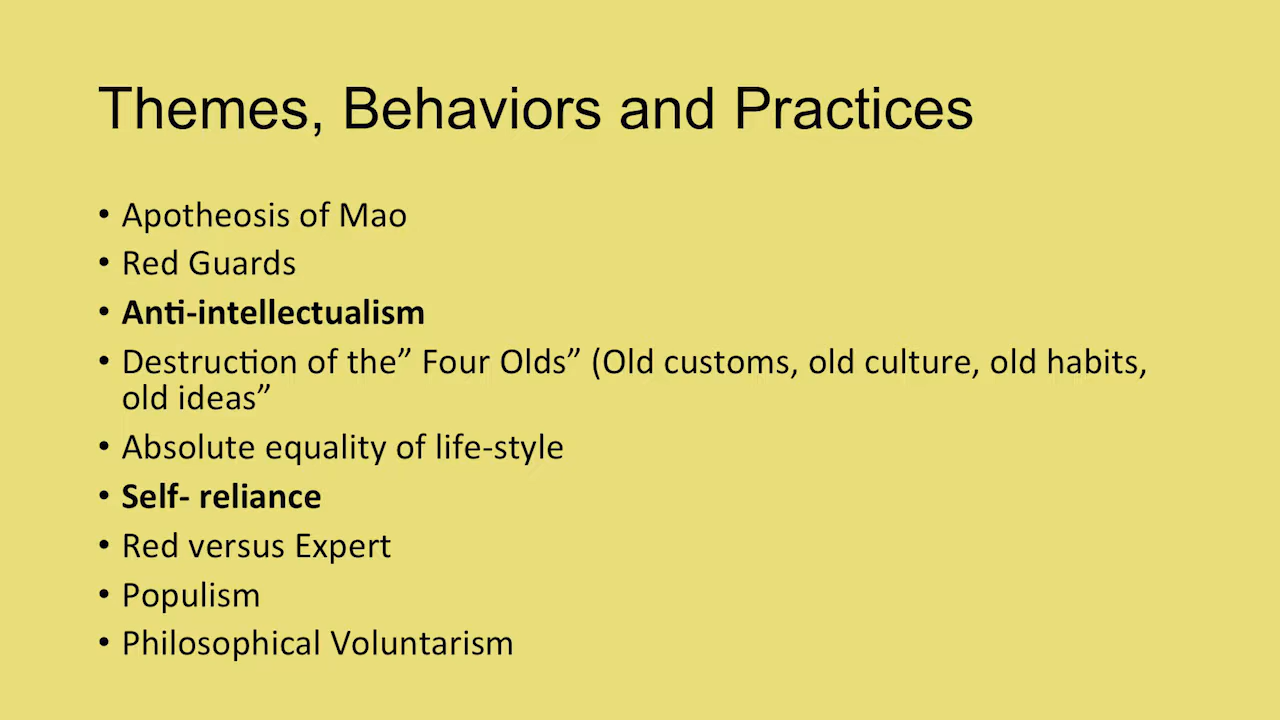 Themes, Behaviors and Practices
• Apotheosis of Mao
• Red Guards
• Anti-intellectualism
• Destruction of the” Four Olds” (Old customs, old culture, old habits,
old ideas”
• Absolute equality of life-style
• Self- reliance
• Red versus Expert
• Populism
• Philosophical Voluntarism